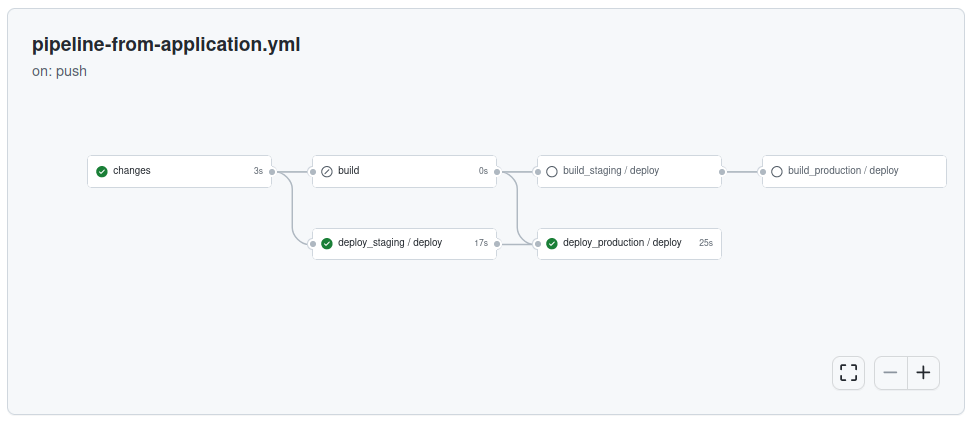 pipeline-from-application.yml
on: push
changes 3s
build 0s
build_staging / deploy
build_production / deploy
deploy_staging / deploy 17s
deploy_production / deploy 25s